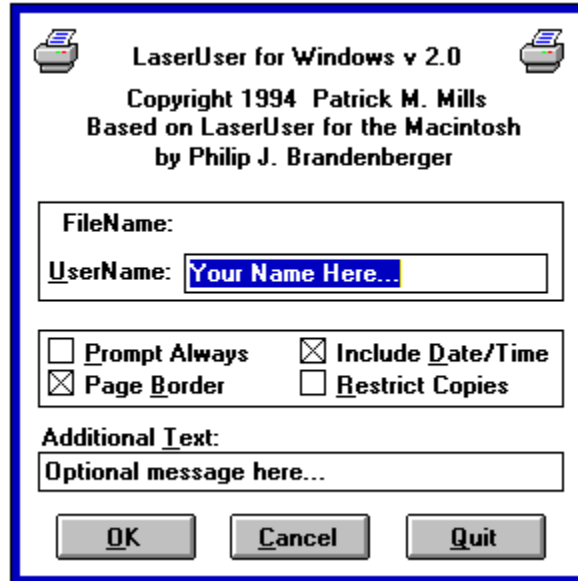 LaserUser for Windows v 2.0
Copyright 1994 Patrick M. Mills
Based on LaserUser for the Macintosh
by Philip J. Brandenberger
FileName:
UserName: Your Name Here...
Prompt Always Include Date/Time
Page Border Restrict Copies
Additional Text:
Optional message here...
OK Cancel Quit